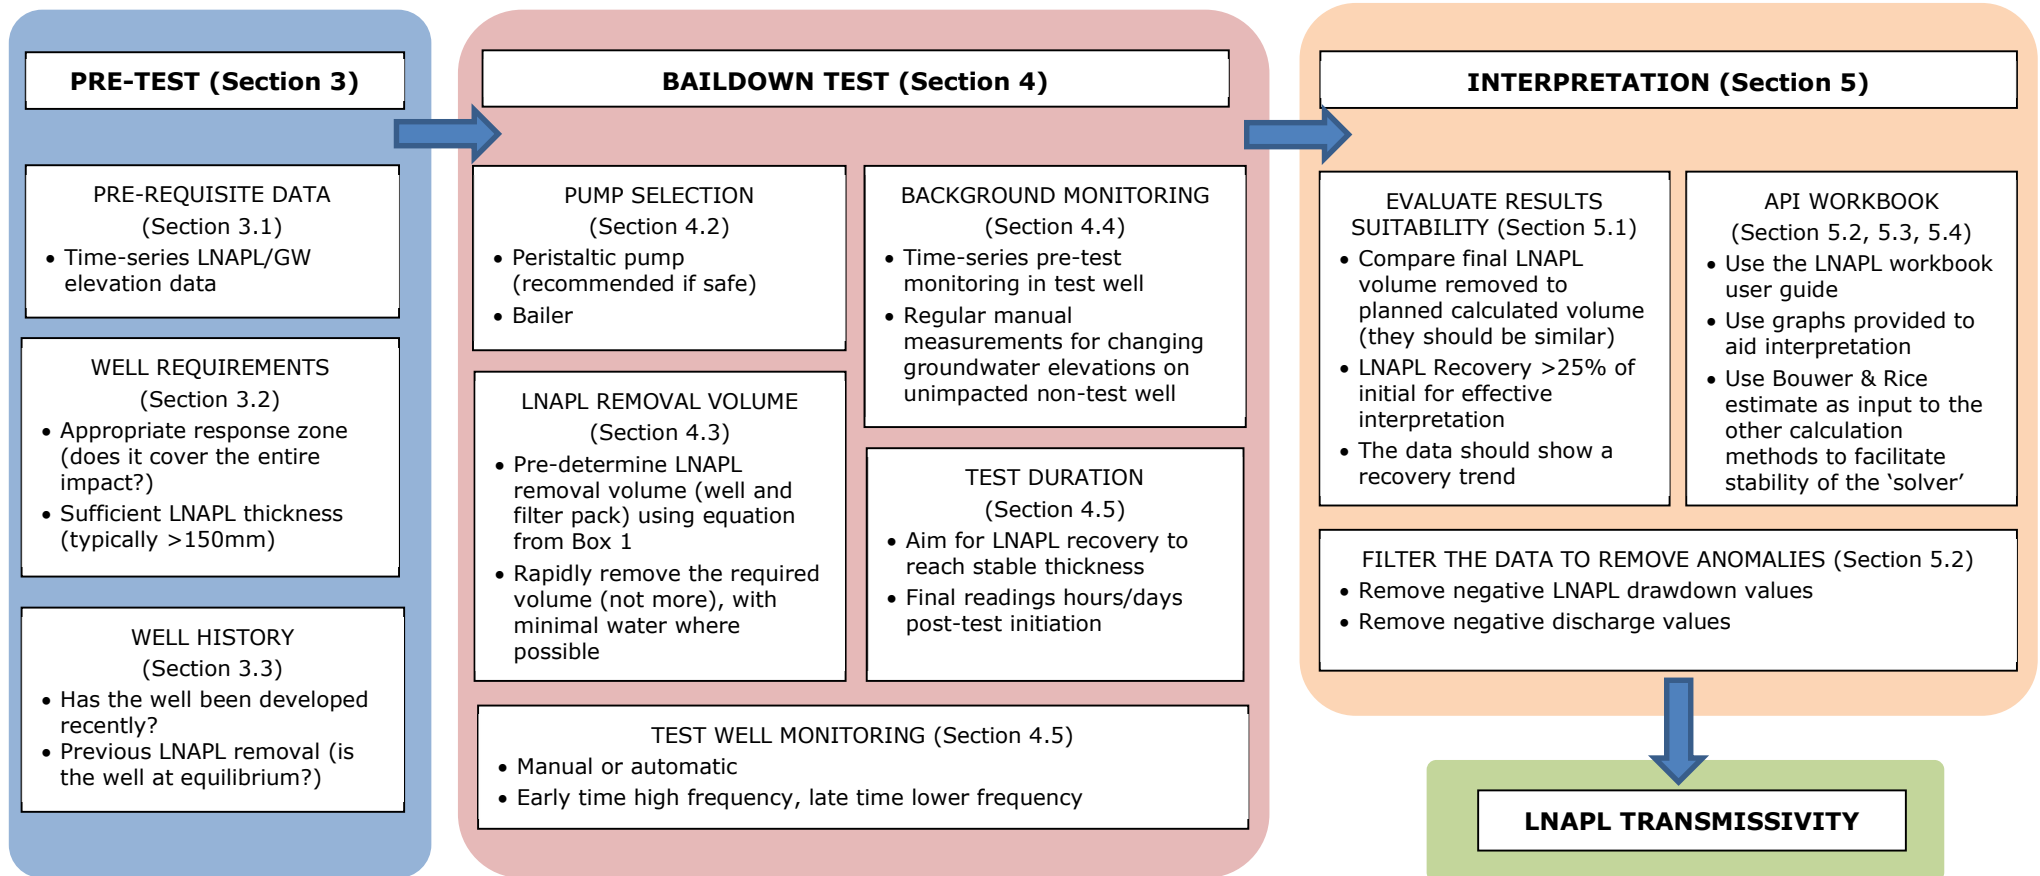 PRE-TEST (Section 3)
PRE-REQUISITE DATA
(Section 3.1)
• Time-series LNAPL/GW
elevation data
WELL REQUIREMENTS
(Section 3.2)
• Appropriate response zone
(does it cover the entire
impact?)
• Sufficient LNAPL thickness
(typically >150mm)
WELL HISTORY
(Section 3.3)
• Has the well been developed
recently?
• Previous LNAPL removal (is
the well at equilibrium?)
BAILDOWN TEST (Section 4)
PUMP SELECTION
(Section 4.2)
• Peristaltic pump
(recommended if safe)
• Bailer
LNAPL REMOVAL VOLUME
(Section 4.3)
• Pre-determine LNAPL
removal volume (well and
filter pack) using equation
from Box 1
• Rapidly remove the required
volume (not more), with
minimal water where
possible
BACKGROUND MONITORING
(Section 4.4)
• Time-series pre-test
monitoring in test well
• Regular manual
measurements for changing
groundwater elevations on
unimpacted non-test well
TEST DURATION
(Section 4.5)
• Aim for LNAPL recovery to
reach stable thickness
• Final readings hours/days
post-test initiation
TEST WELL MONITORING (Section 4.5)
• Manual or automatic
• Early time high frequency, late time lower frequency
INTERPRETATION (Section 5)
EVALUATE RESULTS
SUITABILITY (Section 5.1)
• Compare final LNAPL
volume removed to
planned calculated volume
(they should be similar)
• LNAPL Recovery >25% of
initial for effective
interpretation
• The data should show a
recovery trend
API WORKBOOK
(Section 5.2, 5.3, 5.4)
• Use the LNAPL workbook
user guide
• Use graphs provided to
aid interpretation
• Use Bouwer & Rice
estimate as input to the
other calculation
methods to facilitate
stability of the ‘solver’
FILTER THE DATA TO REMOVE ANOMALIES (Section 5.2)
• Remove negative LNAPL drawdown values
• Remove negative discharge values
LNAPL TRANSMISSIVITY